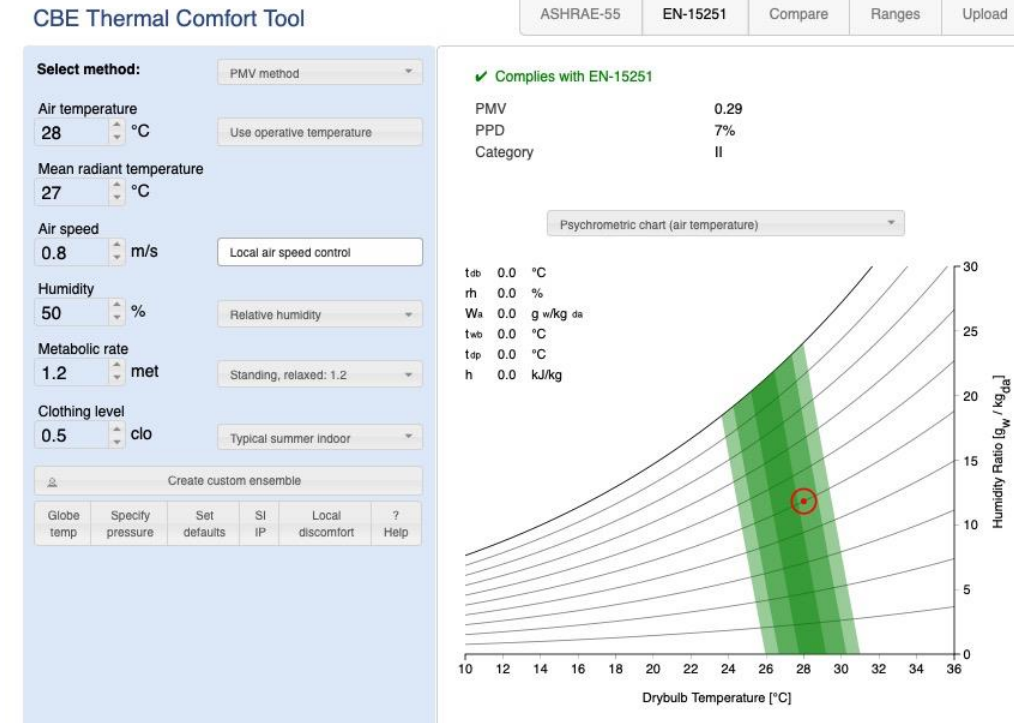 CBE Thermal Comfort Tool
ASHRAE-55 EN-15251 Compare Ranges Upload
Select method: PMV method
Air temperature
28 °C Use operative temperature
Mean radiant temperature
27 °C
Air speed
0.8 m/s Local air speed control
Humidity
50 % Relative humidity
Metabolic rate
1.2 met Standing, relaxed: 1.2
Clothing level
0.5 clo Typical summer indoor
Create custom ensemble
Globe temp Specify pressure Set defaults SI IP Local discomfort ? Help
✔ Complies with EN-15251
PMV 0.29
PPD 7%
Category II
Psychrometric chart (air temperature)
tdb 0.0 °C
rh 0.0 %
Wa 0.0 g w/kg da
twb 0.0 °C
tdp 0.0 °C
h 0.0 kJ/kg
30
25
20
15
10
5
0
Humidity Ratio [gw / kgda]
10 12 14 16 18 20 22 24 26 28 30 32 34 36
Drybulb Temperature [°C]